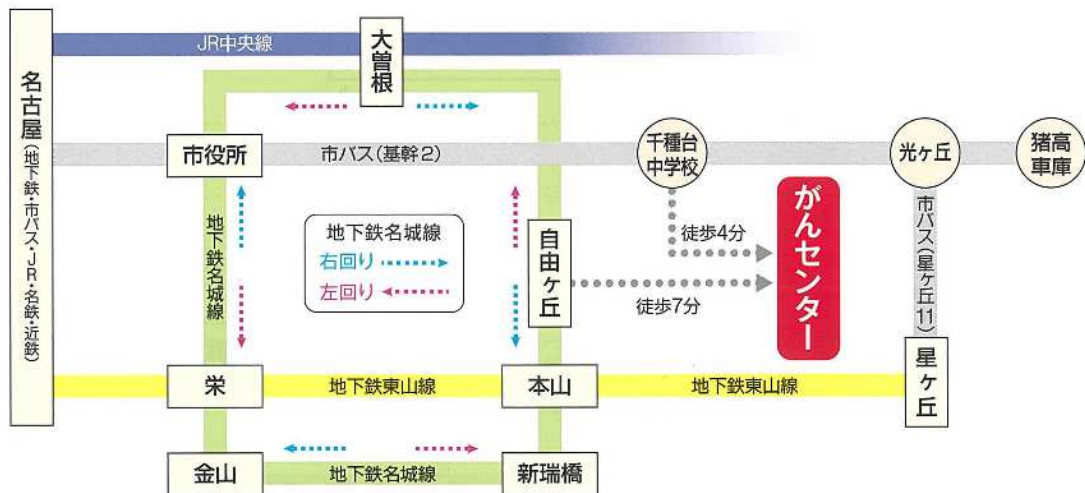 JR中央線
大曽根
名古屋(地下鉄・市バス・JR・名鉄・近鉄)
市役所
市バス(基幹2)
千種台
中学校
光ヶ丘
猪高
車庫
地下鉄名城線
地下鉄名城線
右回り
左回り
自由ヶ丘
徒歩4分
徒歩7分
がんセンター
市バス(星ヶ丘11)
星ヶ丘
栄
地下鉄東山線
本山
地下鉄東山線
金山
地下鉄名城線
新瑞橋